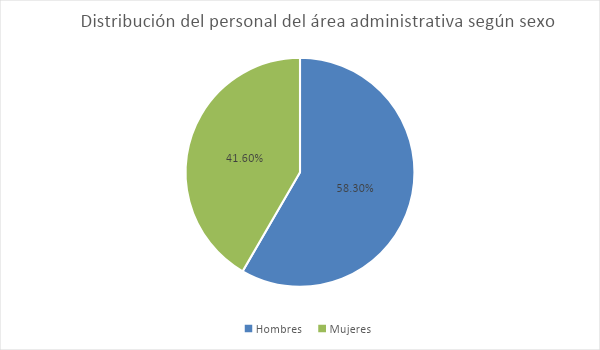 Distribución del personal del área administrativa según sexo
41.60%
58.30%
Hombres
Mujeres